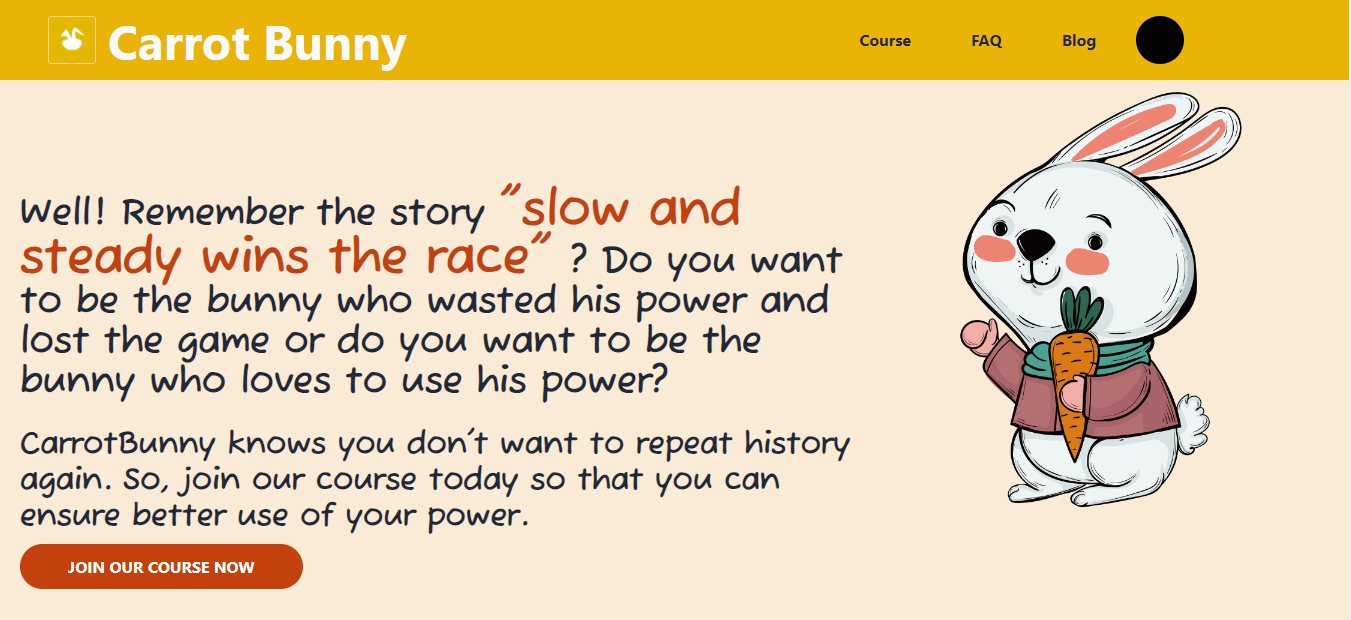 Carrot Bunny
Course FAQ Blog
Well! Remember the story "slow and
steady wins the race" ? Do you want
to be the bunny who wasted his power and
lost the game or do you want to be the
bunny who loves to use his power?
CarrotBunny knows you don't want to repeat history
again. So, join our course today so that you can
ensure better use of your power.
JOIN OUR COURSE NOW